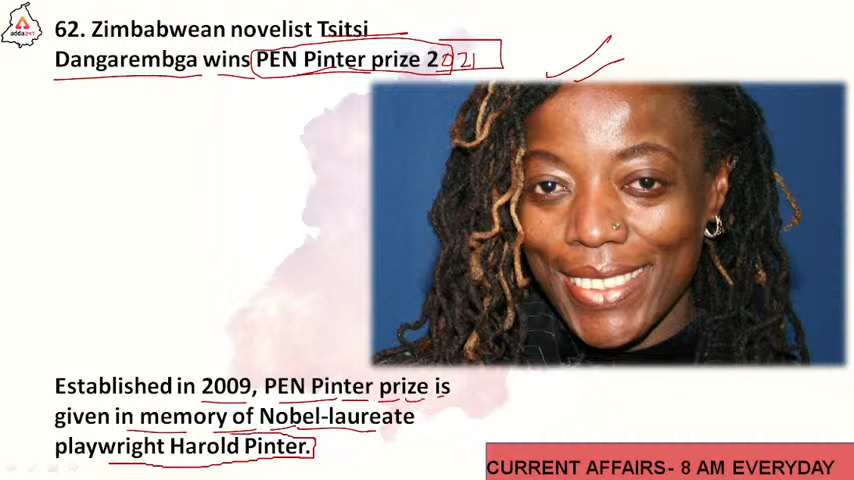 adda247
62. Zimbabwean novelist Tsitsi
Dangarembga wins PEN Pinter prize 2021
Established in 2009, PEN Pinter prize is
given in memory of Nobel-laureate
playwright Harold Pinter.
CURRENT AFFAIRS- 8 AM EVERYDAY